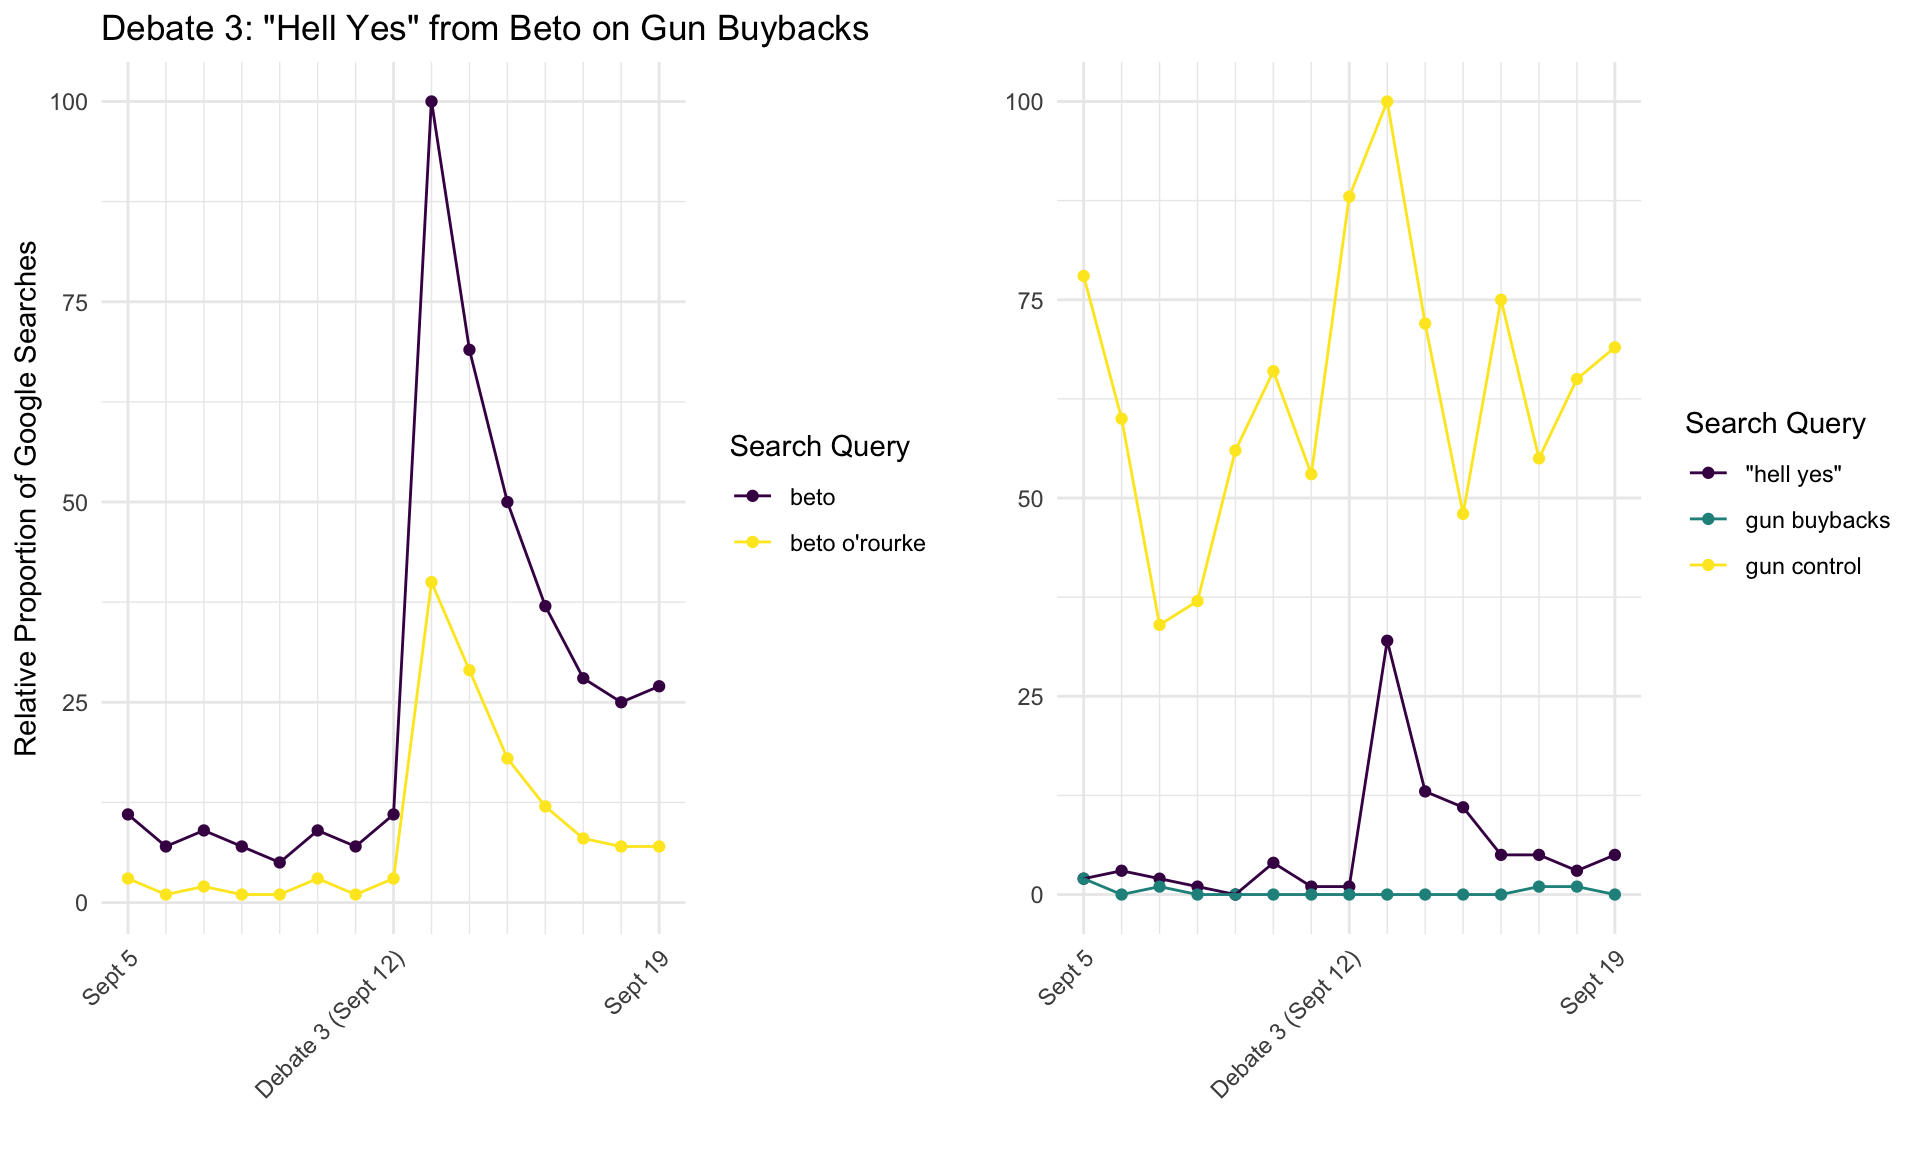 Debate 3: "Hell Yes" from Beto on Gun Buybacks
Relative Proportion of Google Searches
100
75
50
25
0
Sept 5
Debate 3 (Sept 12)
Sept 19
Search Query
beto
beto o'rourke
100
75
50
25
0
Sept 5
Debate 3 (Sept 12)
Sept 19
Search Query
"hell yes"
gun buybacks
gun control